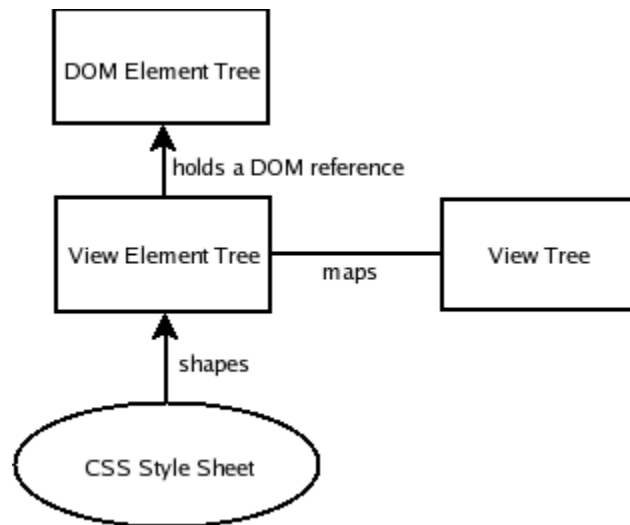 DOM Element Tree
holds a DOM reference
View Element Tree
maps
View Tree
shapes
CSS Style Sheet